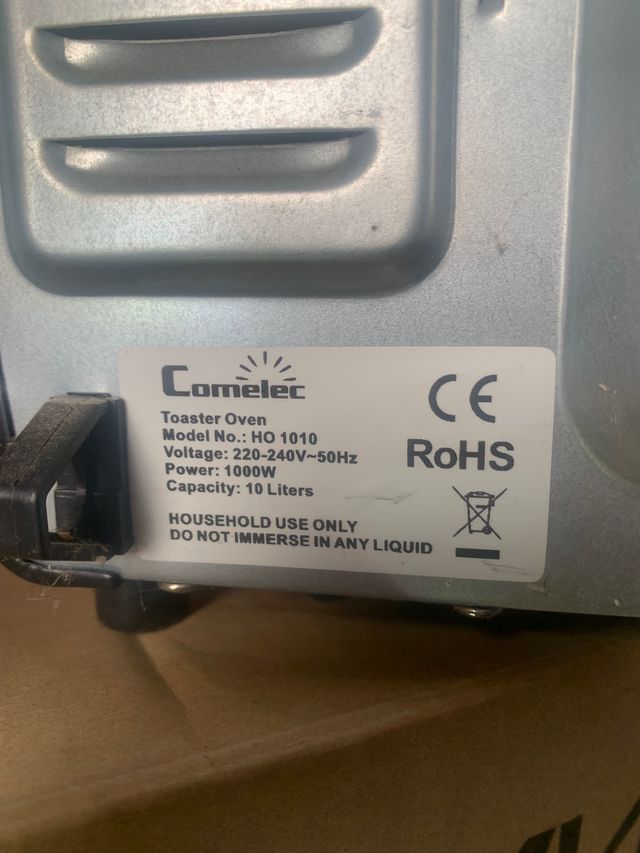 Comelec
Toaster Oven
Model No.: HO 1010
Voltage: 220-240V~50Hz
Power: 1000W
Capacity: 10 Liters
HOUSEHOLD USE ONLY
DO NOT IMMERSE IN ANY LIQUID
CE
RoHS